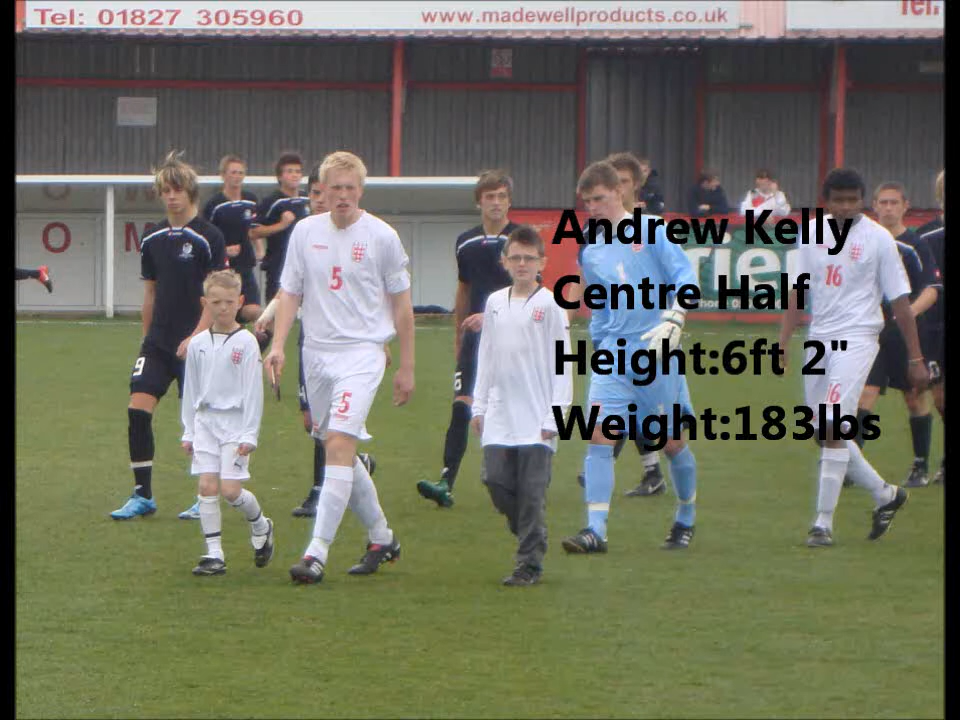 Tel: 01827 305960
www.madewellproducts.co.uk
Tel.
O
M
Andrew Kelly
Centre Half
Height:6ft 2"
Weight:183lbs
5
5
9
16
16